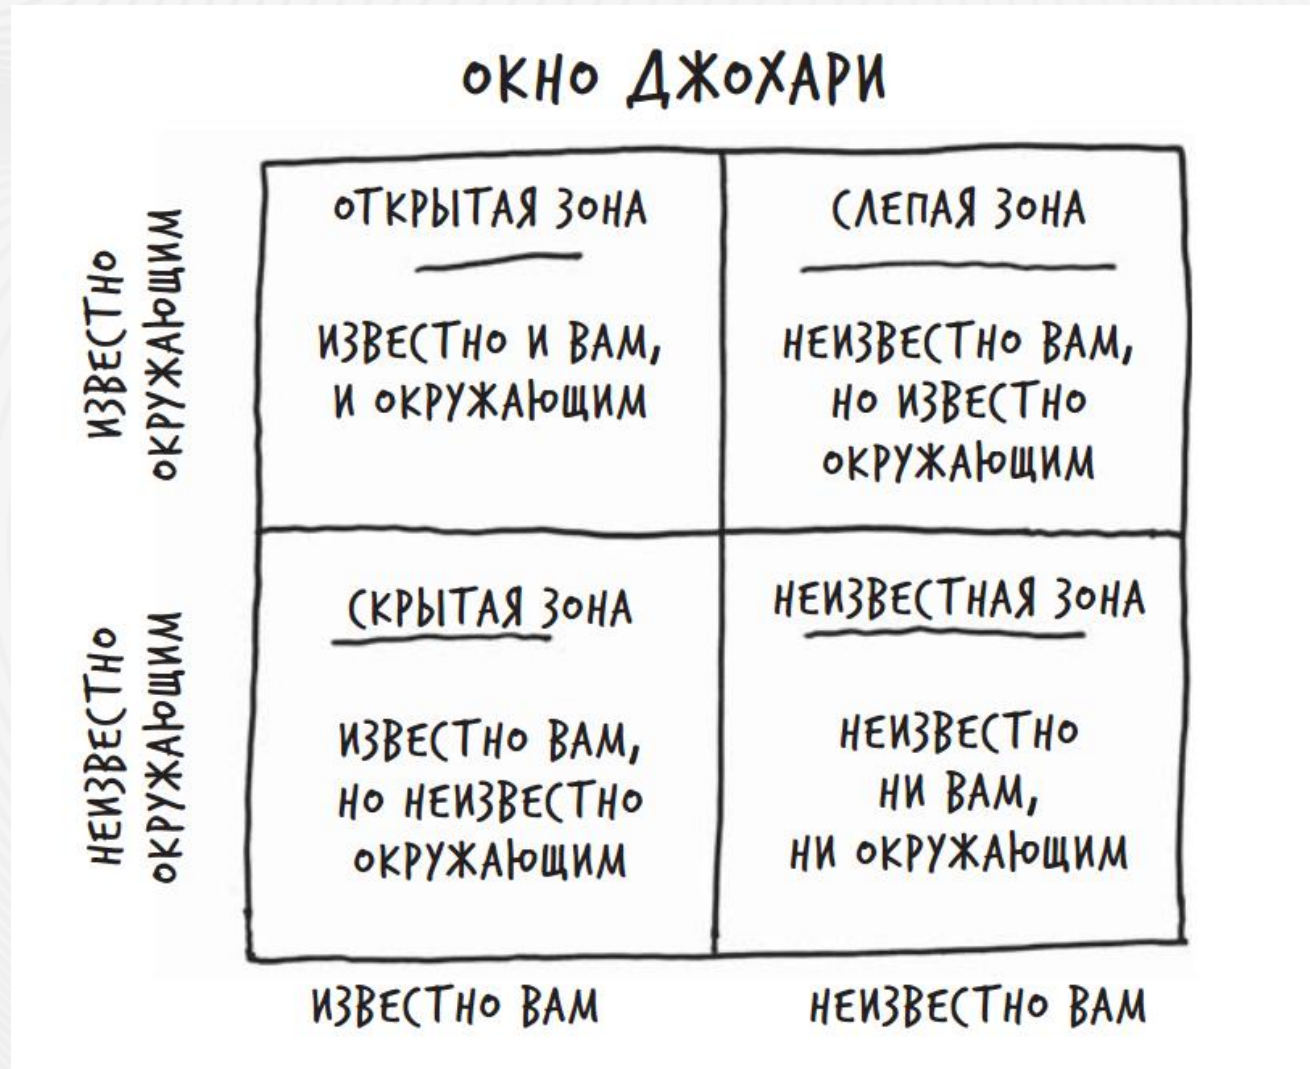 ОКНО ДЖОХАРИ
ИЗВЕСТНО
ОКРУЖАЮЩИМ
ОТКРЫТАЯ ЗОНА
ИЗВЕСТНО И ВАМ,
И ОКРУЖАЮЩИМ
СЛЕПАЯ ЗОНА
НЕИЗВЕСТНО ВАМ,
НО ИЗВЕСТНО
ОКРУЖАЮЩИМ
НЕИЗВЕСТНО
ОКРУЖАЮЩИМ
СКРЫТАЯ ЗОНА
ИЗВЕСТНО ВАМ,
НО НЕИЗВЕСТНО
ОКРУЖАЮЩИМ
НЕИЗВЕСТНАЯ ЗОНА
НЕИЗВЕСТНО
НИ ВАМ,
НИ ОКРУЖАЮЩИМ
ИЗВЕСТНО ВАМ
НЕИЗВЕСТНО ВАМ